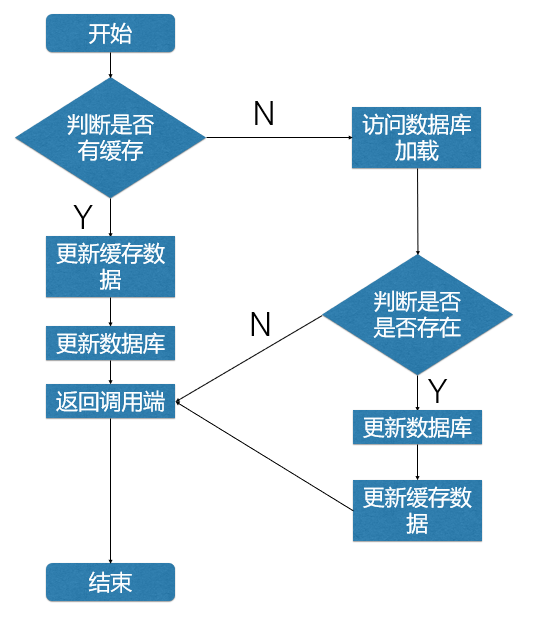 开始
判断是否
有缓存
N
访问数据库
加载
Y
更新缓存数
据
更新数据库
返回调用端
判断是否
是否存在
N
Y
更新数据库
更新缓存数
据
结束